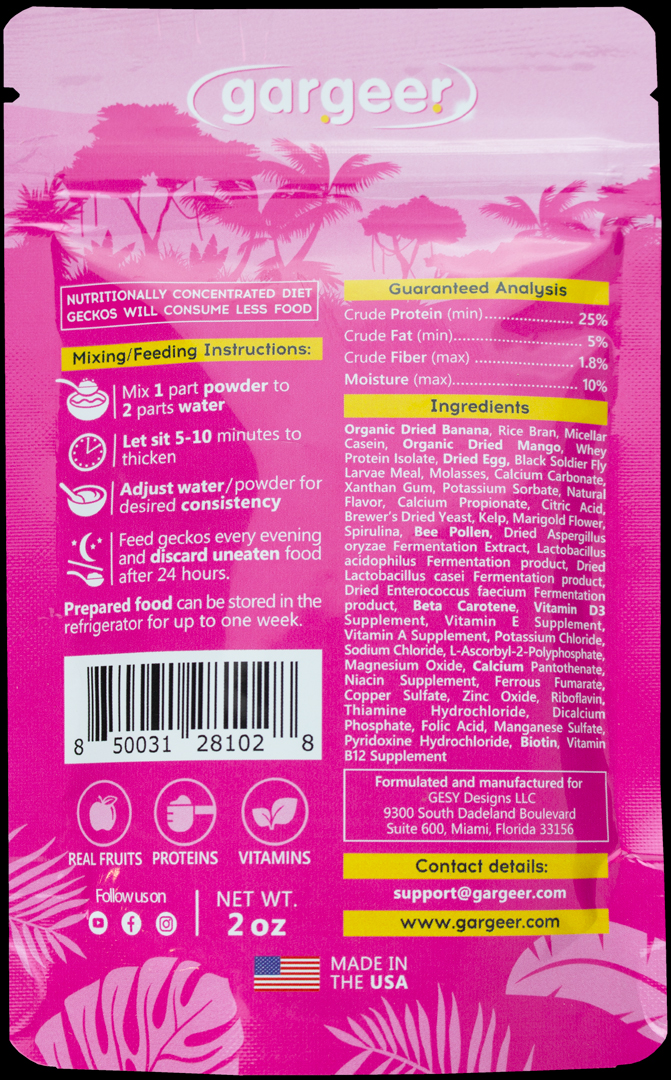 gargeer
NUTRITIONALLY CONCENTRATED DIET
GECKOS WILL CONSUME LESS FOOD
Mixing/Feeding Instructions:
Mix 1 part powder to
2 parts water
Let sit 5-10 minutes to
thicken
Adjust water/powder for
desired consistency
Feed geckos every evening
and discard uneaten food
after 24 hours.
Prepared food can be stored in the
refrigerator for up to one week.
8 50031 28102 8
REAL FRUITS PROTEINS VITAMINS
Follow us on
NET WT.
2 oz
Guaranteed Analysis
Crude Protein (min)........................ 25%
Crude Fat (min)................................ 5%
Crude Fiber (max) ........................... 1.8%
Moisture (max)................................ 10%
Ingredients
Organic Dried Banana, Rice Bran, Micellar
Casein, Organic Dried Mango, Whey
Protein Isolate, Dried Egg, Black Soldier Fly
Larvae Meal, Molasses, Calcium Carbonate,
Xanthan Gum, Potassium Sorbate, Natural
Flavor, Calcium Propionate, Citric Acid,
Brewer's Dried Yeast, Kelp, Marigold Flower,
Spirulina, Bee Pollen, Dried Aspergillus
oryzae Fermentation Extract, Lactobacillus
acidophilus Fermentation product, Dried
Lactobacillus casei Fermentation product,
Dried Enterococcus faecium Fermentation
product, Beta Carotene, Vitamin D3
Supplement, Vitamin E Supplement,
Vitamin A Supplement, Potassium Chloride,
Sodium Chloride, L-Ascorbyl-2-Polyphosphate,
Magnesium Oxide, Calcium Pantothenate,
Niacin Supplement, Ferrous Fumarate,
Copper Sulfate, Zinc Oxide, Riboflavin,
Thiamine Hydrochloride, Dicalcium
Phosphate, Folic Acid, Manganese Sulfate,
Pyridoxine Hydrochloride, Biotin, Vitamin
B12 Supplement
Formulated and manufactured for
GESY Designs LLC
9300 South Dadeland Boulevard
Suite 600, Miami, Florida 33156
Contact details:
support@gargeer.com
www.gargeer.com
MADE IN
THE USA